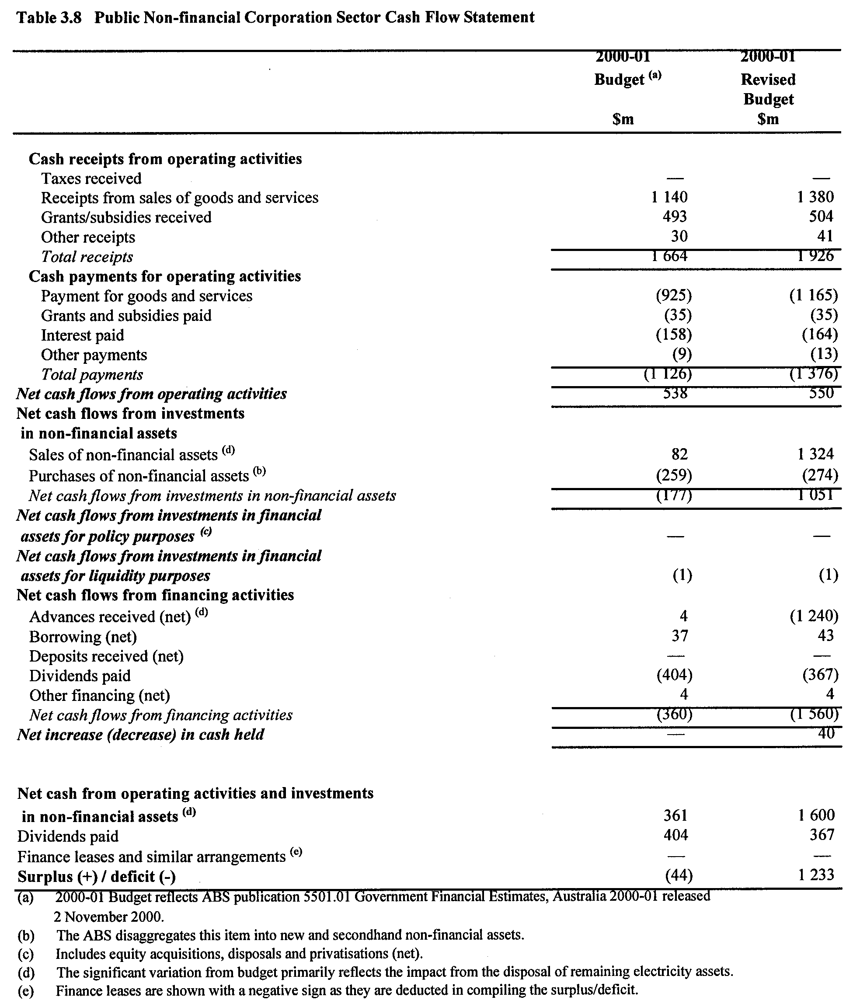 Table 3.8 Public Non-financial Corporation Sector Cash Flow Statement
2000-01 2000-01
Budget (a) Revised
Budget
$m $m
Cash receipts from operating activities
Taxes received — —
Receipts from sales of goods and services 1 140 1 380
Grants/subsidies received 493 504
Other receipts 30 41
Total receipts 1 664 1 926
Cash payments for operating activities
Payment for goods and services (925) (1 165)
Grants and subsidies paid (35) (35)
Interest paid (158) (164)
Other payments (9) (13)
Total payments (1 126) (1 376)
Net cash flows from operating activities 538 550
Net cash flows from investments
in non-financial assets
Sales of non-financial assets (d) 82 1 324
Purchases of non-financial assets (b) (259) (274)
Net cash flows from investments in non-financial assets (177) 1 051
Net cash flows from investments in financial
assets for policy purposes (c) — —
Net cash flows from investments in financial
assets for liquidity purposes (1) (1)
Net cash flows from financing activities
Advances received (net) (d) 4 (1 240)
Borrowing (net) 37 43
Deposits received (net) — —
Dividends paid (404) (367)
Other financing (net) 4 4
Net cash flows from financing activities (360) (1 560)
Net increase (decrease) in cash held — 40
Net cash from operating activities and investments
in non-financial assets (d) 361 1 600
Dividends paid 404 367
Finance leases and similar arrangements (e) — —
Surplus (+) / deficit (-) (44) 1 233
(a) 2000-01 Budget reflects ABS publication 5501.01 Government Financial Estimates, Australia 2000-01 released
2 November 2000.
(b) The ABS disaggregates this item into new and secondhand non-financial assets.
(c) Includes equity acquisitions, disposals and privatisations (net).
(d) The significant variation from budget primarily reflects the impact from the disposal of remaining electricity assets.
(e) Finance leases are shown with a negative sign as they are deducted in compiling the surplus/deficit.